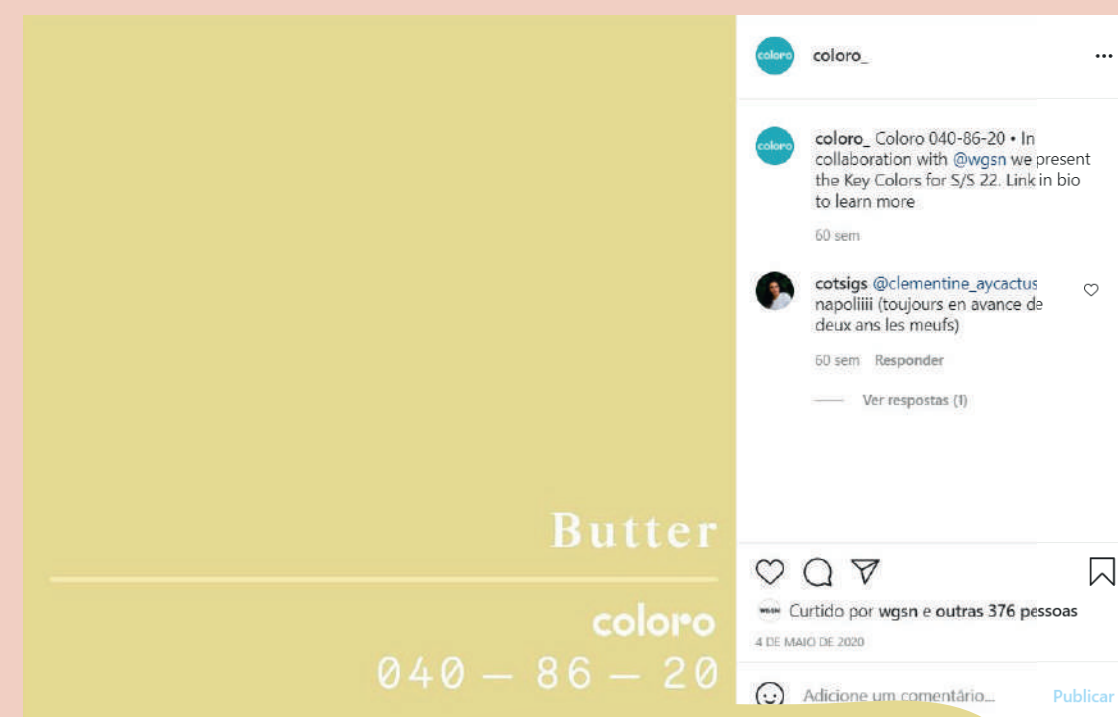 Butter
coloro
040 — 86 — 20
coloro
coloro_
...
coloro
coloro_ Coloro 040-86-20 • In
collaboration with @wgsn we present
the Key Colors for S/S 22. Link in bio
to learn more
60 sem
cotsigs @clementine_aycactus
napoliiii (toujours en avance de
deux ans les meufs)
60 sem Responder
Ver respostas (1)
WGSN Curtido por wgsn e outras 376 pessoas
4 DE MAIO DE 2020
Adicione um comentário... Publicar